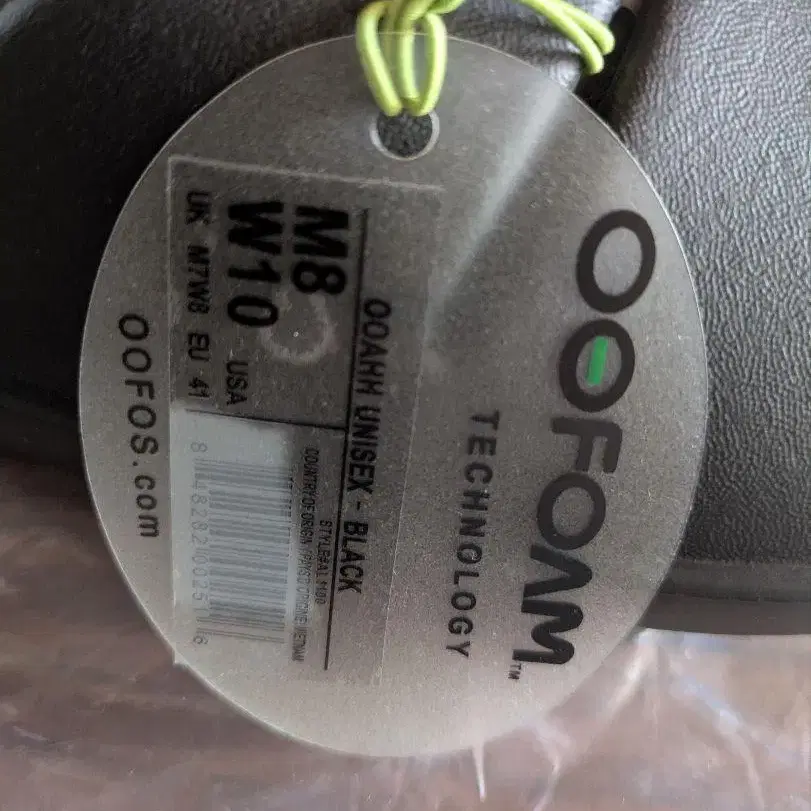 OOFOAM™
TECHNOLOGY
OOAHH UNISEX - BLACK
M8
W10 USA
UK M7W8 EU 41
OOFOS.com